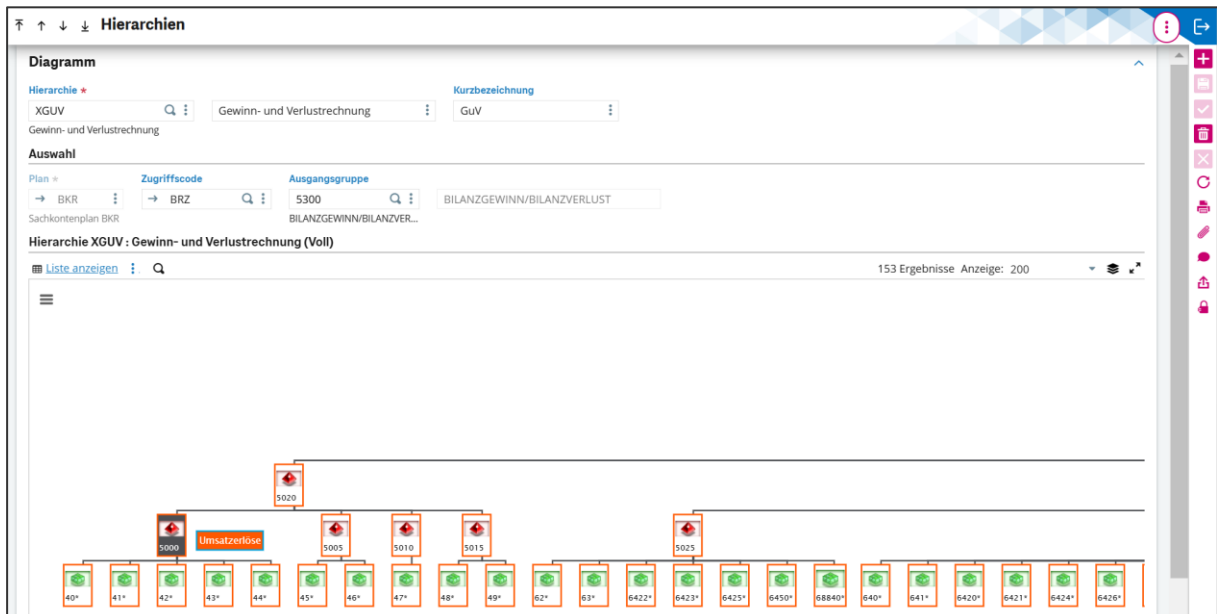 Hierarchien
Diagramm
Hierarchie *
Kurzbezeichnung
XGUV
Gewinn- und Verlustrechnung
GuV
Gewinn- und Verlustrechnung
Auswahl
Plan *
Zugriffscode
Ausgangsgruppe
→ BKR
→ BRZ
5300
BILANZGEWINN/BILANZVERLUST
Sachkontenplan BKR
BILANZGEWINN/BILANZVER...
Hierarchie XGUV : Gewinn- und Verlustrechnung (Voll)
Liste anzeigen
153 Ergebnisse Anzeige: 200
5020
5000
Umsatzerlöse
5005
5010
5015
5025
40*
41*
42*
43*
44*
45*
46*
47*
48*
49*
62*
63*
6422*
6423*
6425*
6450*
68840*
640*
641*
6420*
6421*
6424*
6426*